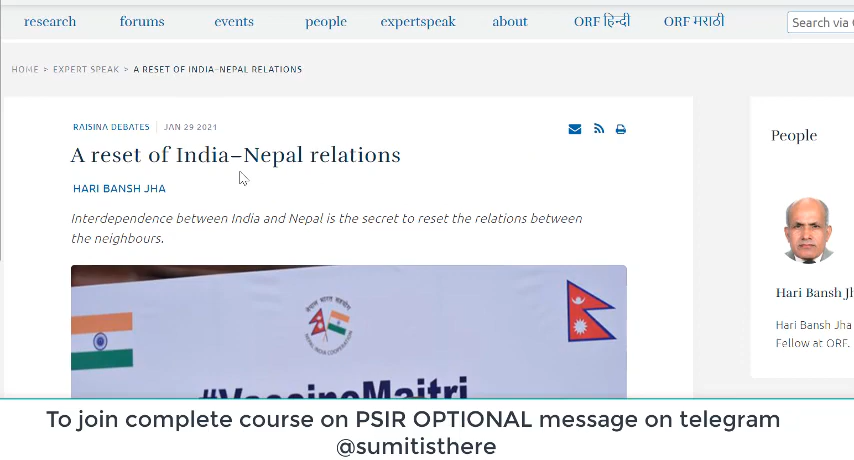 research forums events people expertspeak about ORF हिन्दी ORF मराठी Search via
HOME > EXPERT SPEAK > A RESET OF INDIA–NEPAL RELATIONS
RAISINA DEBATES | JAN 29 2021
A reset of India–Nepal relations
HARI BANSH JHA
Interdependence between India and Nepal is the secret to reset the relations between
the neighbours.
#VaccineMaitri
People
Hari Bansh Jh
Hari Bansh Jha
Fellow at ORF.
To join complete course on PSIR OPTIONAL message on telegram
@sumitisthere